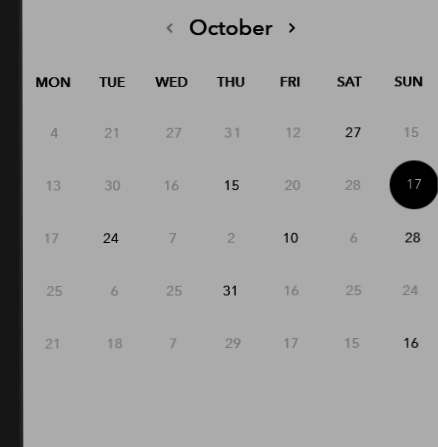 ‹ October ›
MON TUE WED THU FRI SAT SUN
4 21 27 31 12 27 15
13 30 16 15 20 28 17
17 24 7 2 10 6 28
25 6 25 31 16 25 24
21 18 7 29 17 15 16